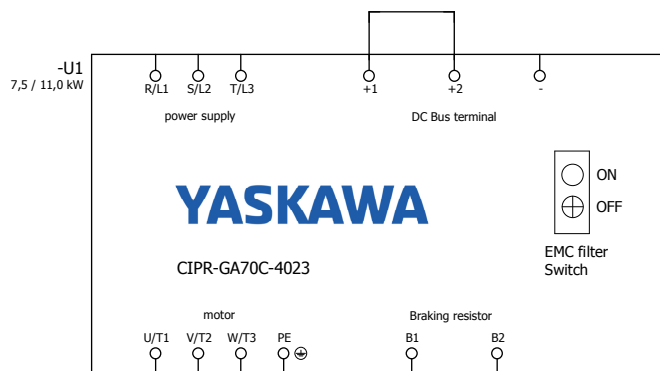 -U1
7,5 / 11,0 kW
R/L1 S/L2 T/L3 +1 +2 -
power supply DC Bus terminal
ON
OFF
YASKAWA
EMC filter
Switch
CIPR-GA70C-4023
motor Braking resistor
U/T1 V/T2 W/T3 PE B1 B2